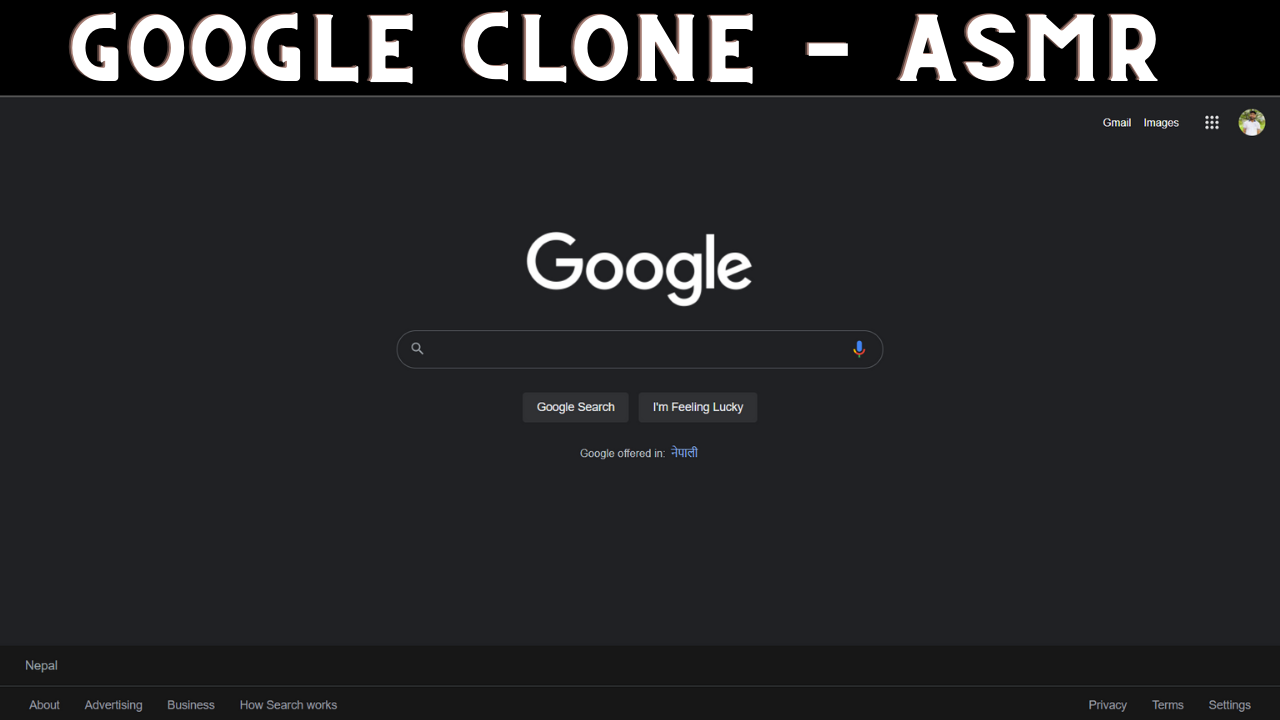 GOOGLE CLONE - ASMR
Gmail Images
Google
Google Search I'm Feeling Lucky
Google offered in: नेपाली
Nepal
About Advertising Business How Search works Privacy Terms Settings